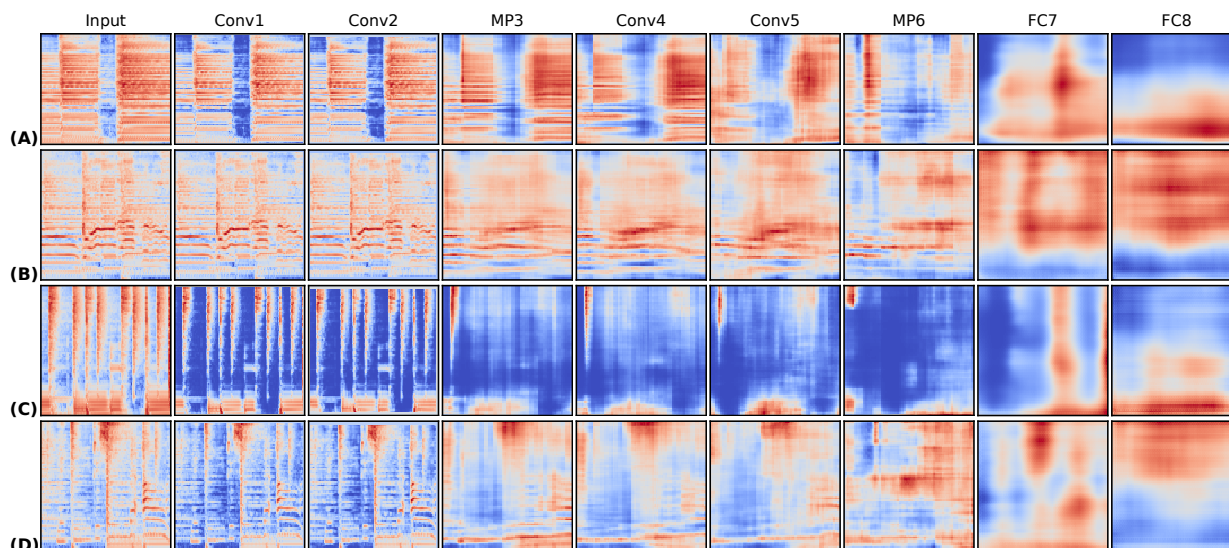 Input Conv1 Conv2 MP3 Conv4 Conv5 MP6 FC7 FC8
(A)
(B)
(C)
(D)